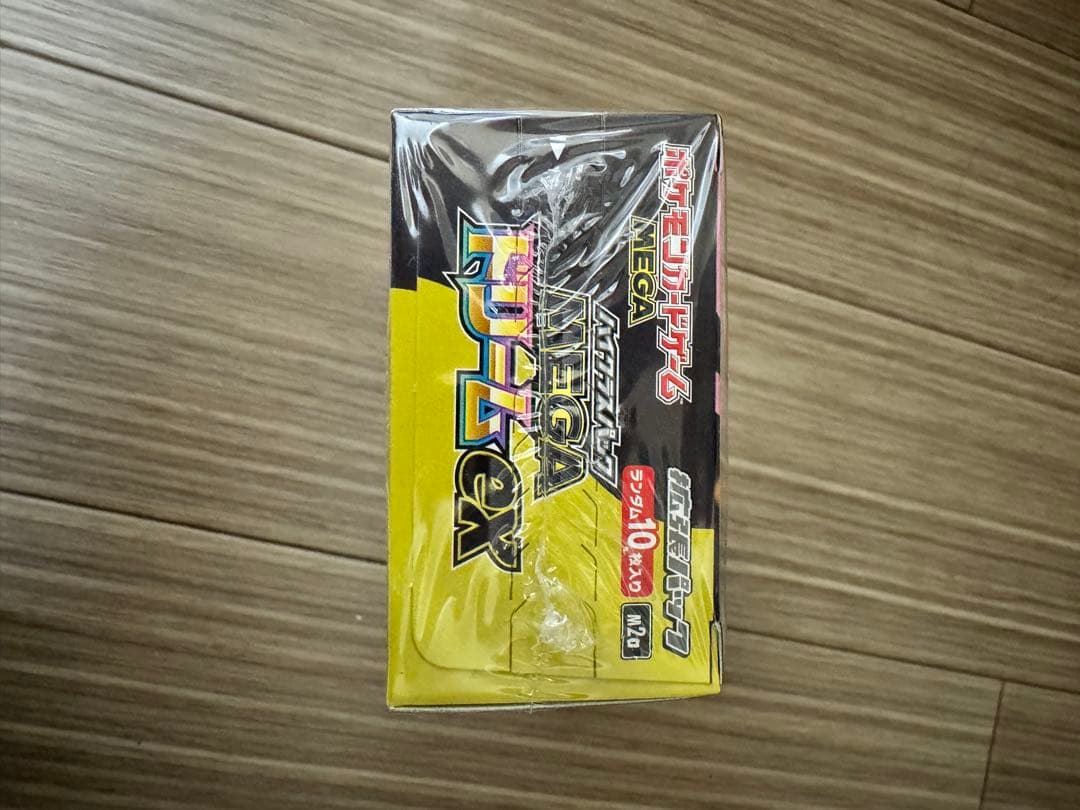 ポケモンカードゲーム
MEGA
拡張パック
ハイクラスパック
MEGA
ドリームex
ランダム10枚入り
M2a